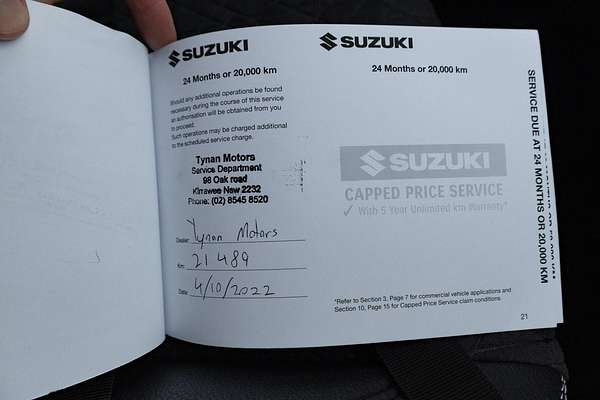 SUZUKI
24 Months or 20,000 km
Should any additional operations be found
necessary during the course of this service
an authorisation will be obtained from you
to proceed.
Such operations may be charged additional
to the scheduled service charge.
Tynan Motors
Service Department
98 Oak road
Kirrawee Nsw 2232
Phone: (02) 8545 8520
Dealer: Tynan Motors
Km: 21 489
Date: 4/10/2022
SUZUKI
24 Months or 20,000 km
SUZUKI
CAPPED PRICE SERVICE
✓ With 5 Year Unlimited km Warranty*
*Refer to Section 3, Page 7 for commercial vehicle applications and
Section 10, Page 15 for Capped Price Service claim conditions.
21
SERVICE DUE AT 24 MONTHS OR 20,000 KM